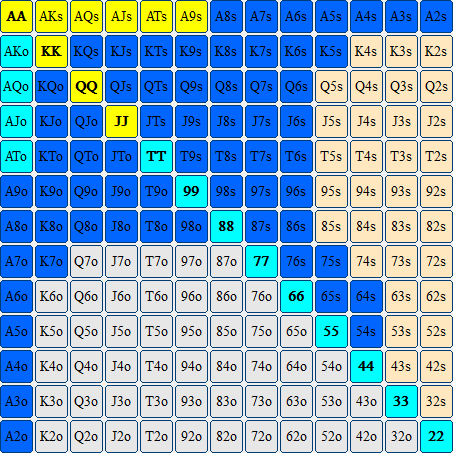 AA AKs AQs AJs ATs A9s A8s A7s A6s A5s A4s A3s A2s
AKo KK KQs KJs KTs K9s K8s K7s K6s K5s K4s K3s K2s
AQo KQo QQ QJs QTs Q9s Q8s Q7s Q6s Q5s Q4s Q3s Q2s
AJo KJo QJo JJ JTs J9s J8s J7s J6s J5s J4s J3s J2s
ATo KTo QTo JTo TT T9s T8s T7s T6s T5s T4s T3s T2s
A9o K9o Q9o J9o T9o 99 98s 97s 96s 95s 94s 93s 92s
A8o K8o Q8o J8o T8o 98o 88 87s 86s 85s 84s 83s 82s
A7o K7o Q7o J7o T7o 97o 87o 77 76s 75s 74s 73s 72s
A6o K6o Q6o J6o T6o 96o 86o 76o 66 65s 64s 63s 62s
A5o K5o Q5o J5o T5o 95o 85o 75o 65o 55 54s 53s 52s
A4o K4o Q4o J4o T4o 94o 84o 74o 64o 54o 44 43s 42s
A3o K3o Q3o J3o T3o 93o 83o 73o 63o 53o 43o 33 32s
A2o K2o Q2o J2o T2o 92o 82o 72o 62o 52o 42o 32o 22